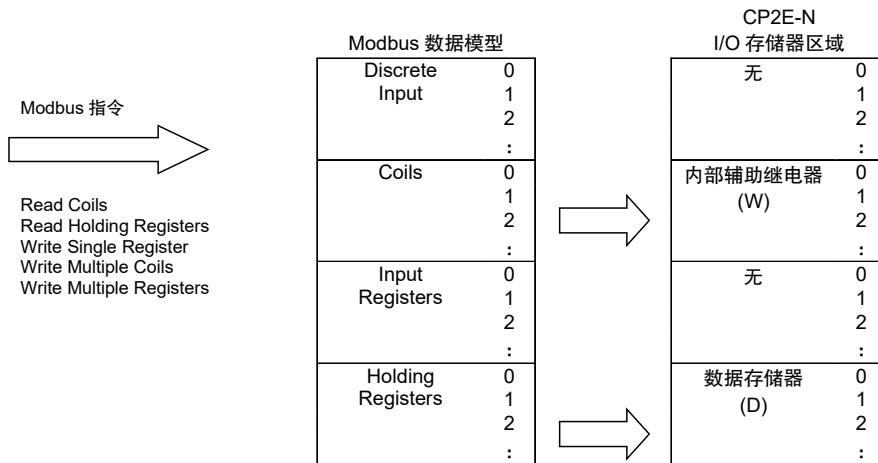 Modbus 指令
Read Coils
Read Holding Registers
Write Single Register
Write Multiple Coils
Write Multiple Registers
Modbus 数据模型
Discrete 0
Input 1
2
:
Coils 0
1
2
:
Input 0
Registers 1
2
:
Holding 0
Registers 1
2
:
CP2E-N
I/O 存储器区域
无 0
1
2
:
内部辅助继电器 0
(W) 1
2
:
无 0
1
2
:
数据存储器 0
(D) 1
2
: